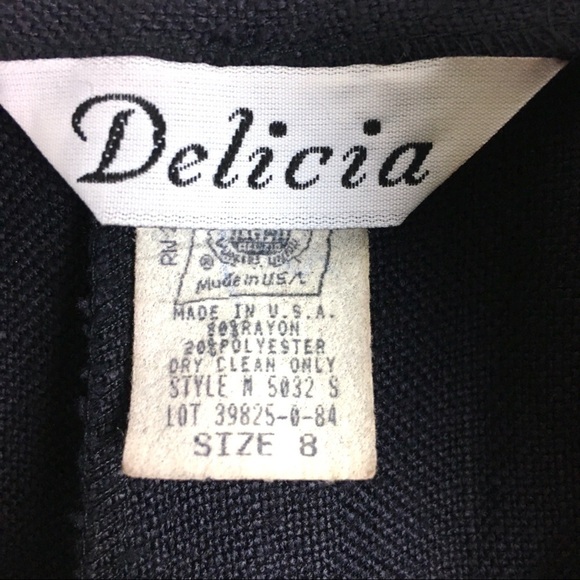 Delicia
RN
®
Made in U.S.A.
MADE IN U.S.A.
80%RAYON
20%POLYESTER
DRY CLEAN ONLY
STYLE M 5032 S
LOT 39825-0-84
SIZE 8